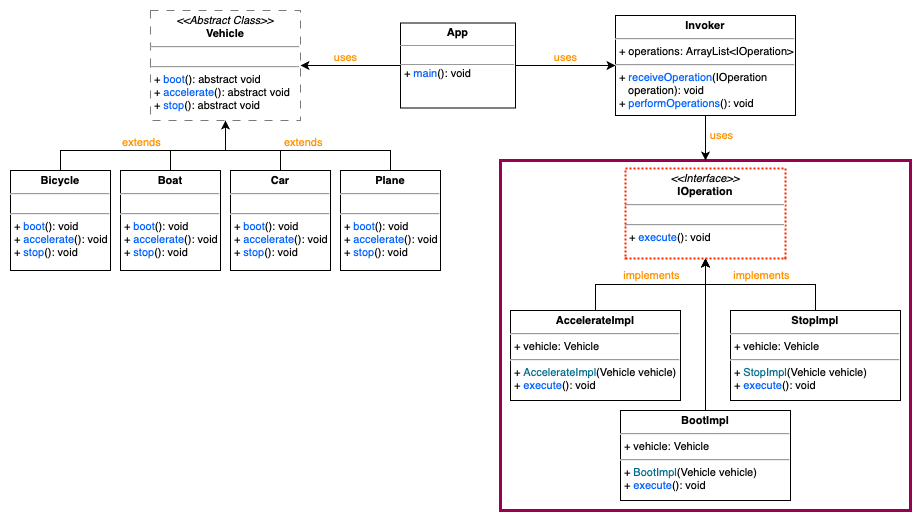 <<Abstract Class>>
Vehicle
+ boot(): abstract void
+ accelerate(): abstract void
+ stop(): abstract void
uses
App
+ main(): void
uses
Invoker
+ operations: ArrayList<IOperation>
+ receiveOperation(IOperation
operation): void
+ performOperations(): void
uses
extends
extends
Bicycle
+ boot(): void
+ accelerate(): void
+ stop(): void
Boat
+ boot(): void
+ accelerate(): void
+ stop(): void
Car
+ boot(): void
+ accelerate(): void
+ stop(): void
Plane
+ boot(): void
+ accelerate(): void
+ stop(): void
<<Interface>>
IOperation
+ execute(): void
implements
implements
AccelerateImpl
+ vehicle: Vehicle
+ AccelerateImpl(Vehicle vehicle)
+ execute(): void
StopImpl
+ vehicle: Vehicle
+ StopImpl(Vehicle vehicle)
+ execute(): void
BootImpl
+ vehicle: Vehicle
+ BootImpl(Vehicle vehicle)
+ execute(): void